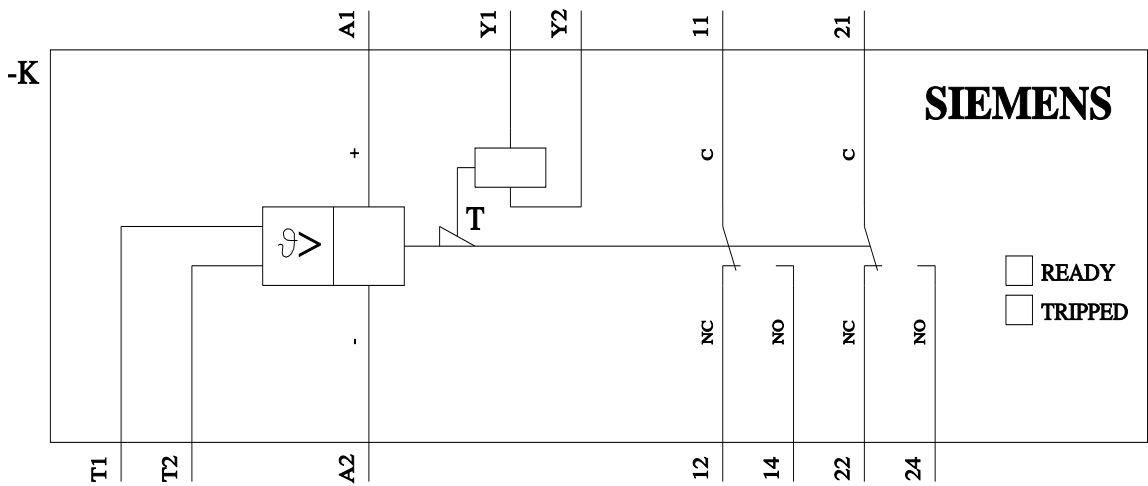 A1
Y1
Y2
11
21
-K
SIEMENS
+
C
C
T
ϑ>
READY
TRIPPED
-
NC
NO
NC
NO
T1
T2
A2
12
14
22
24